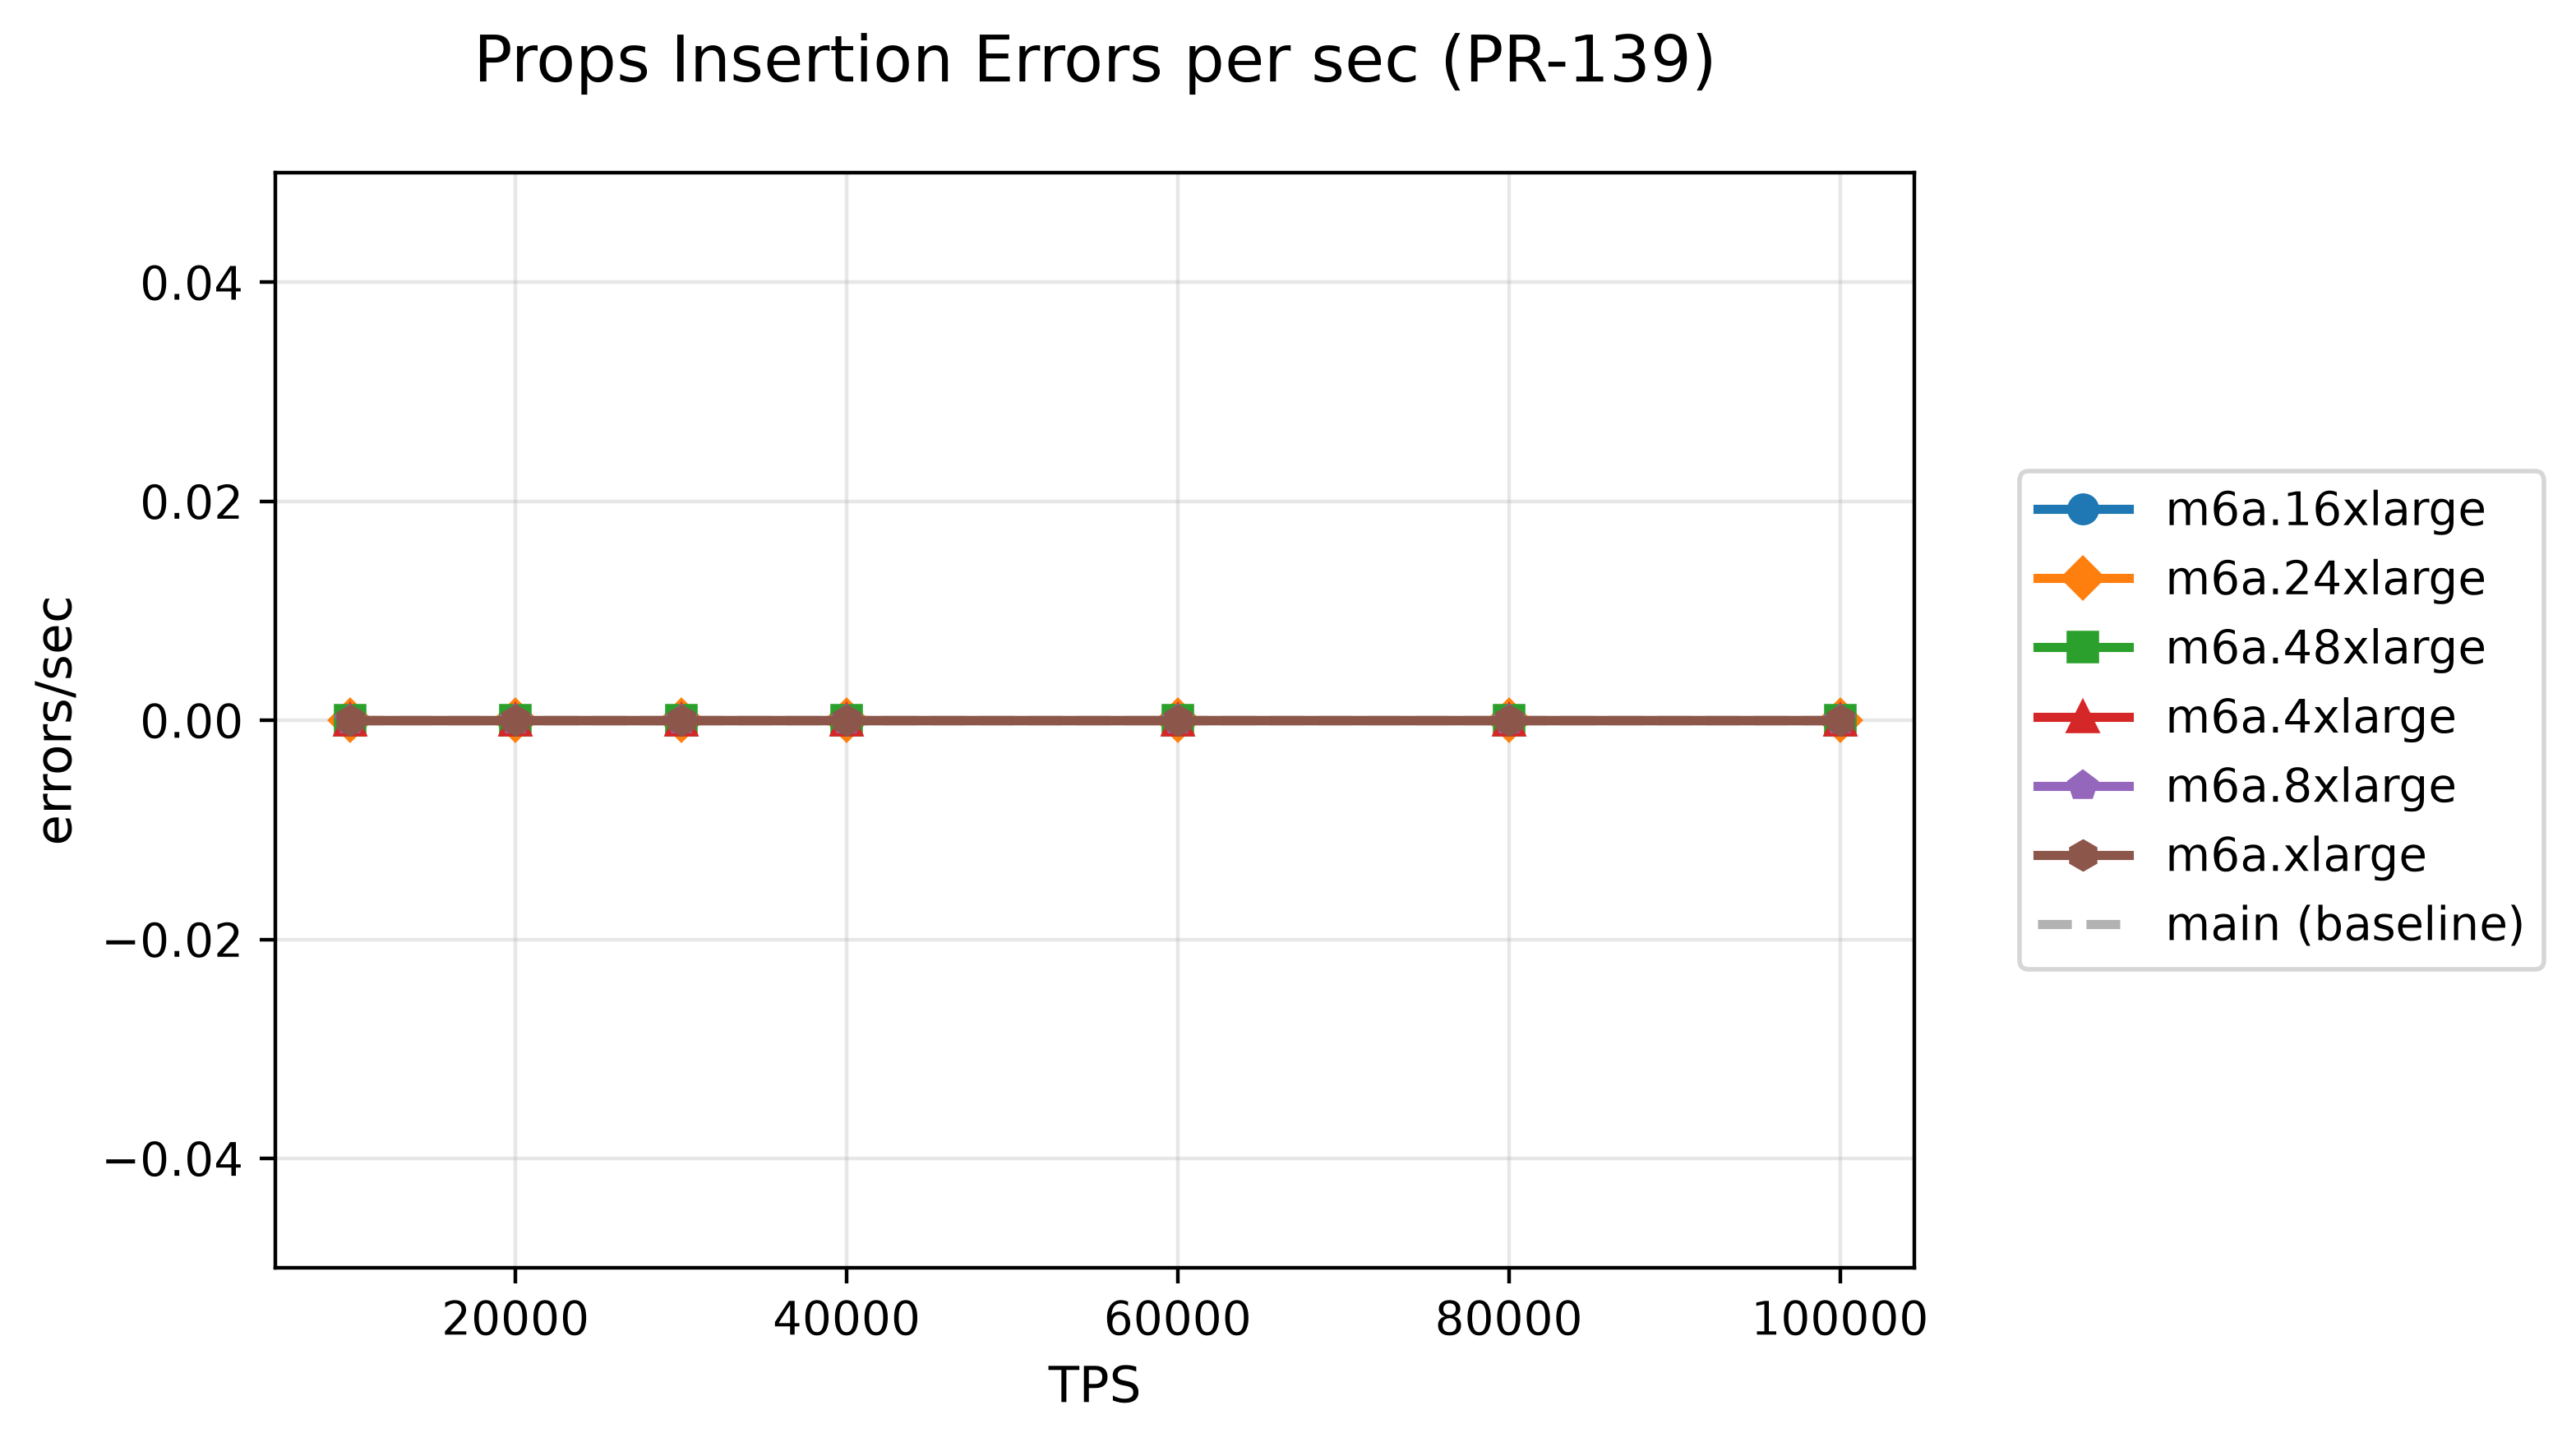 Props Insertion Errors per sec (PR-139)
0.04
0.02
0.00
−0.02
−0.04
errors/sec
20000 40000 60000 80000 100000
TPS
m6a.16xlarge
m6a.24xlarge
m6a.48xlarge
m6a.4xlarge
m6a.8xlarge
m6a.xlarge
main (baseline)